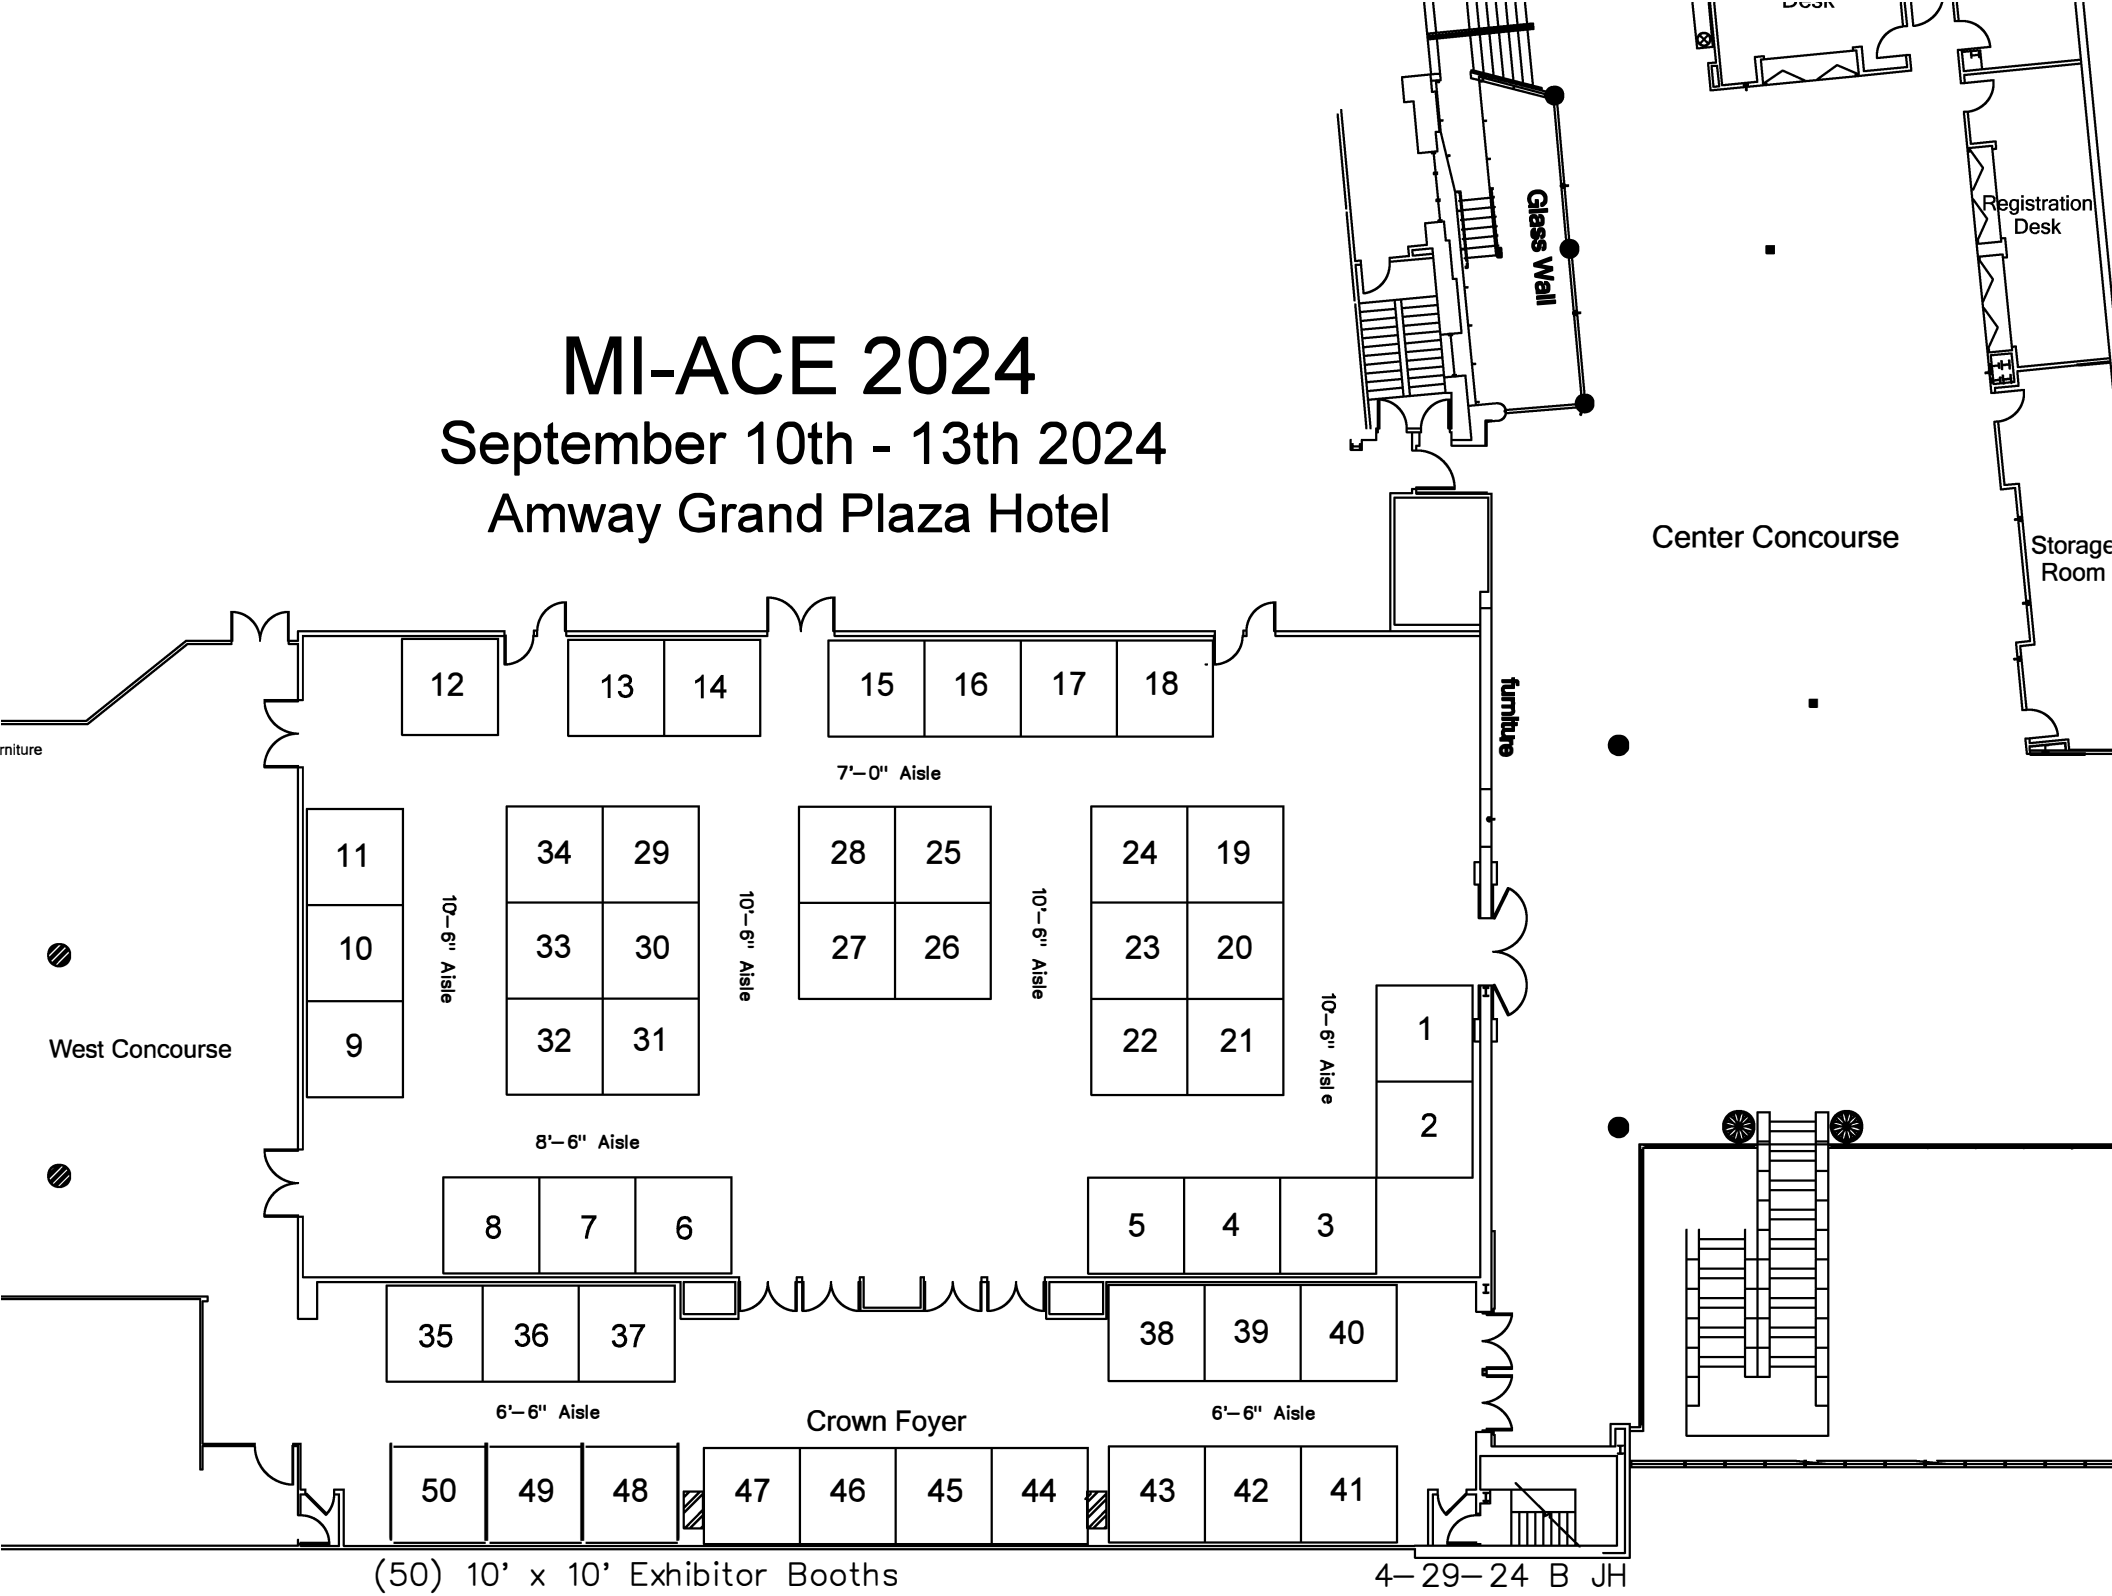 Desk
Registration
Desk
Glass Wall
MI-ACE 2024
September 10th - 13th 2024
Amway Grand Plaza Hotel
Center Concourse
Storage
Room
furniture
rniture
12 13 14 15 16 17 18
7'-0" Aisle
11 34 29 28 25 24 19
10'-6" Aisle
10'-6" Aisle
10'-6" Aisle
10 33 30 27 26 23 20
10'-6" Aisle
West Concourse
9 32 31 22 21 1
2
8'-6" Aisle
8 7 6 5 4 3
35 36 37 38 39 40
6'-6" Aisle
Crown Foyer
6'-6" Aisle
50 49 48 47 46 45 44 43 42 41
(50) 10' x 10' Exhibitor Booths
4-29-24 B JH